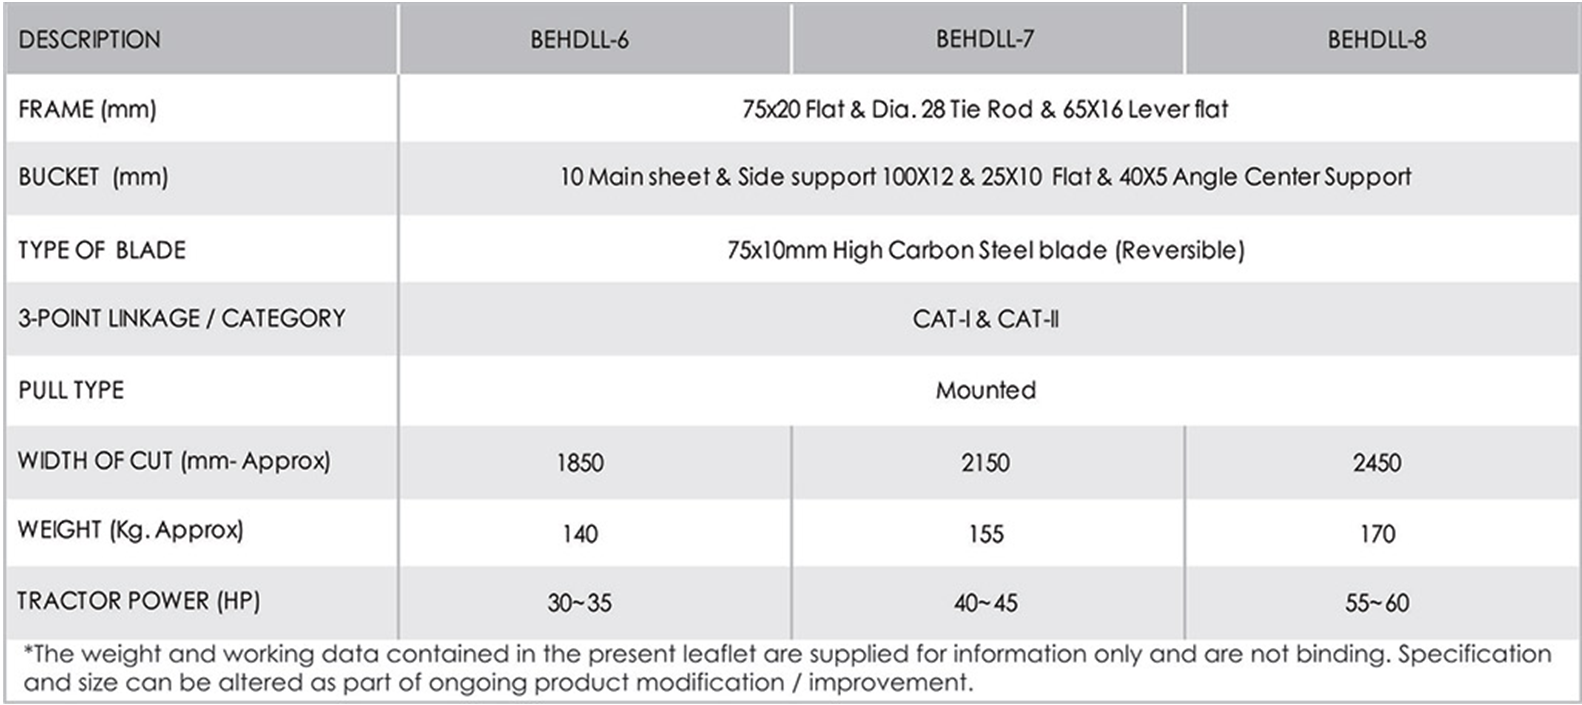 DESCRIPTION BEHDLL-6 BEHDLL-7 BEHDLL-8
FRAME (mm) 75x20 Flat & Dia. 28 Tie Rod & 65X16 Lever flat
BUCKET (mm) 10 Main sheet & Side support 100X12 & 25X10 Flat & 40X5 Angle Center Support
TYPE OF BLADE 75x10mm High Carbon Steel blade (Reversible)
3-POINT LINKAGE / CATEGORY CAT-I & CAT-II
PULL TYPE Mounted
WIDTH OF CUT (mm- Approx) 1850 2150 2450
WEIGHT (Kg. Approx) 140 155 170
TRACTOR POWER (HP) 30~35 40~45 55~60
*The weight and working data contained in the present leaflet are supplied for information only and are not binding. Specification
and size can be altered as part of ongoing product modification / improvement.